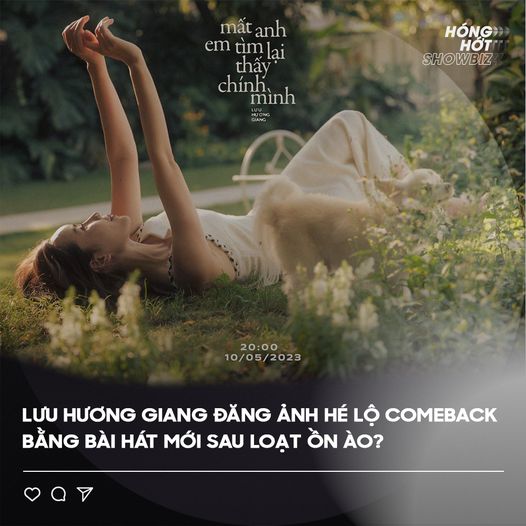 mất anh
em tìm lại
thấy
chính
mình
LƯU
HƯƠNG
GIANG
HÓNG
HỚT
SHOWBIZ
20:00
10/05/2023
LƯU HƯƠNG GIANG ĐĂNG ẢNH HÉ LỘ COMEBACK
BẰNG BÀI HÁT MỚI SAU LOẠT ỒN ÀO?